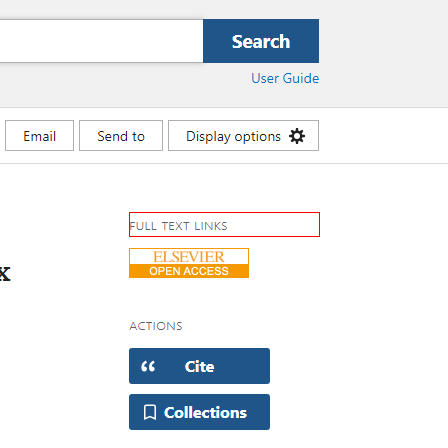 Search
User Guide
Email
Send to
Display options
FULL TEXT LINKS
x
ELSEVIER
OPEN ACCESS
ACTIONS
Cite
Collections